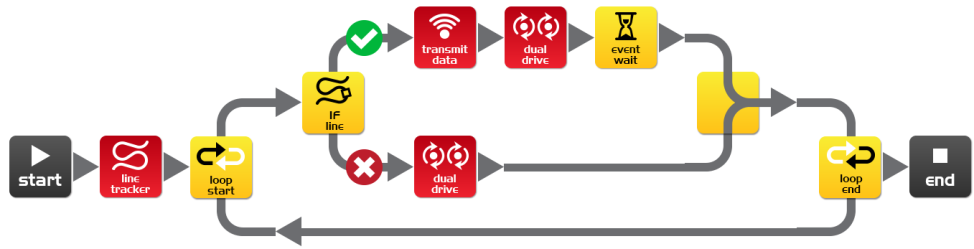 start
line
tracker
loop
start
IF
line
transmit
data
dual
drive
event
wait
dual
drive
loop
end
end